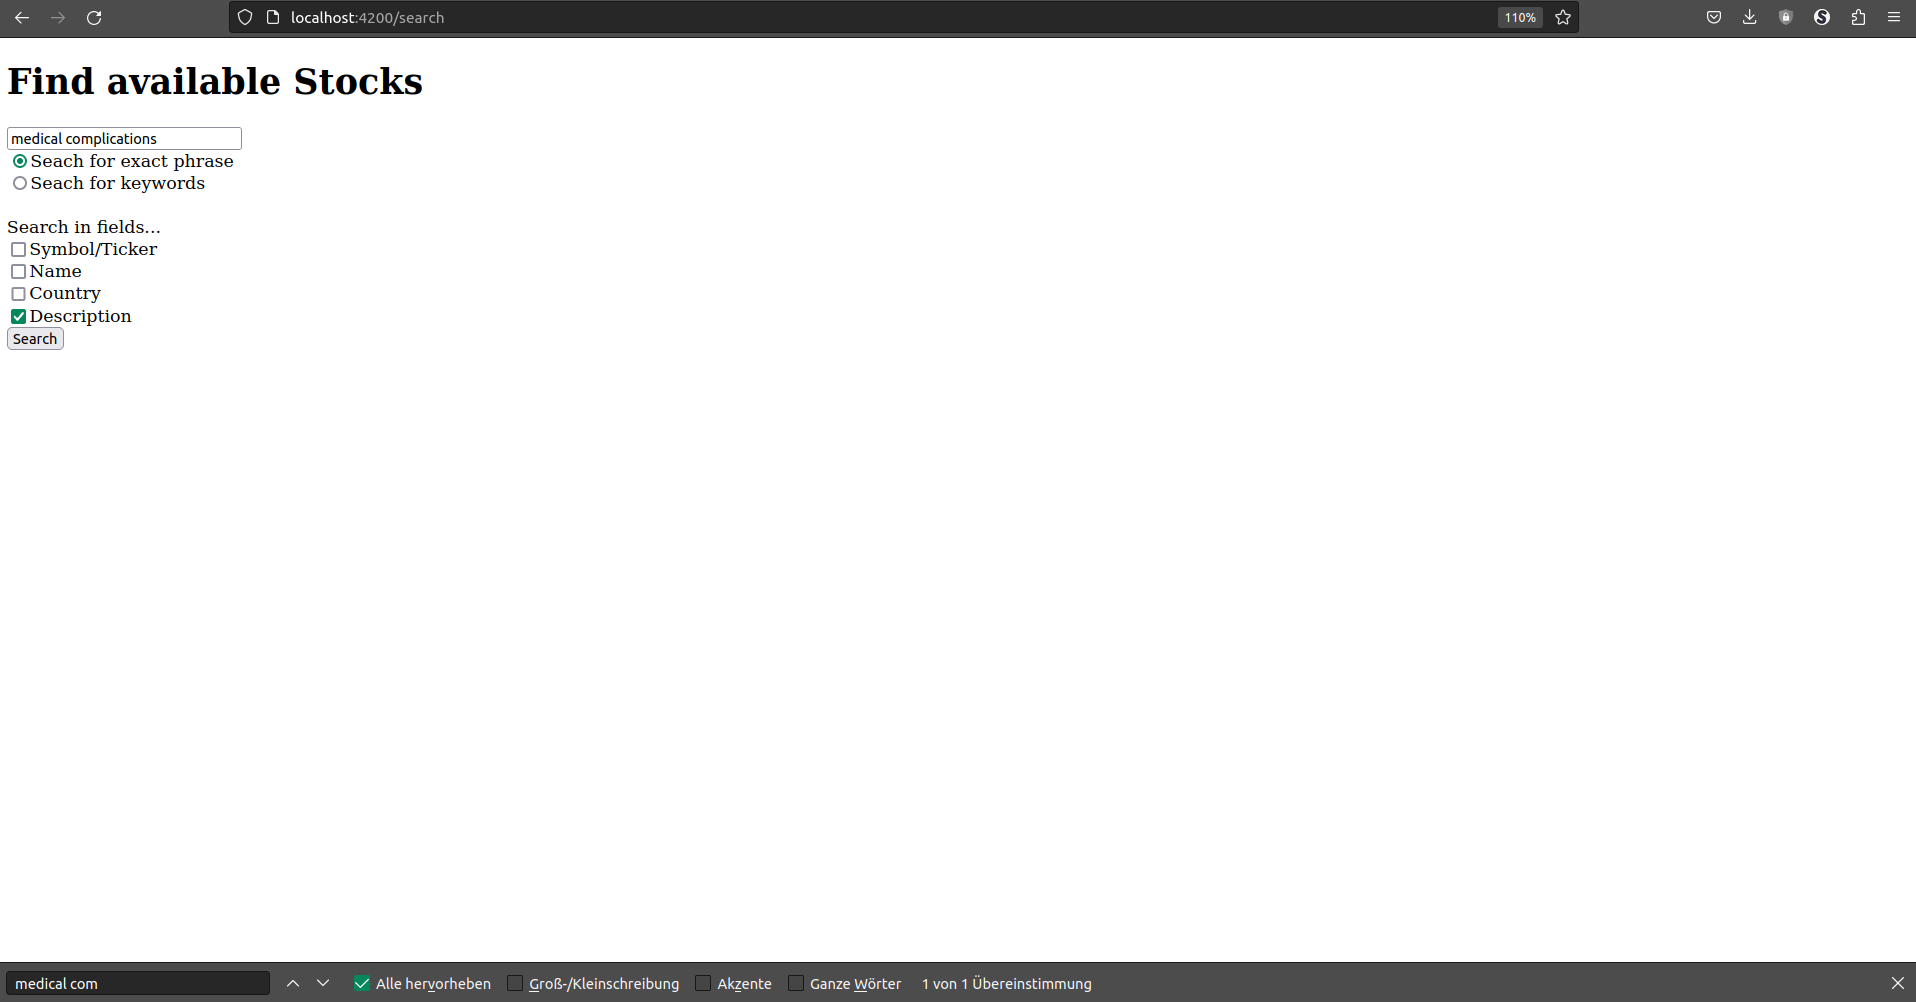 localhost:4200/search
110%
Find available Stocks
medical complications
Seach for exact phrase
Seach for keywords
Search in fields...
Symbol/Ticker
Name
Country
Description
Search
medical com
Alle hervorheben
Groß-/Kleinschreibung
Akzente
Ganze Wörter
1 von 1 Übereinstimmung